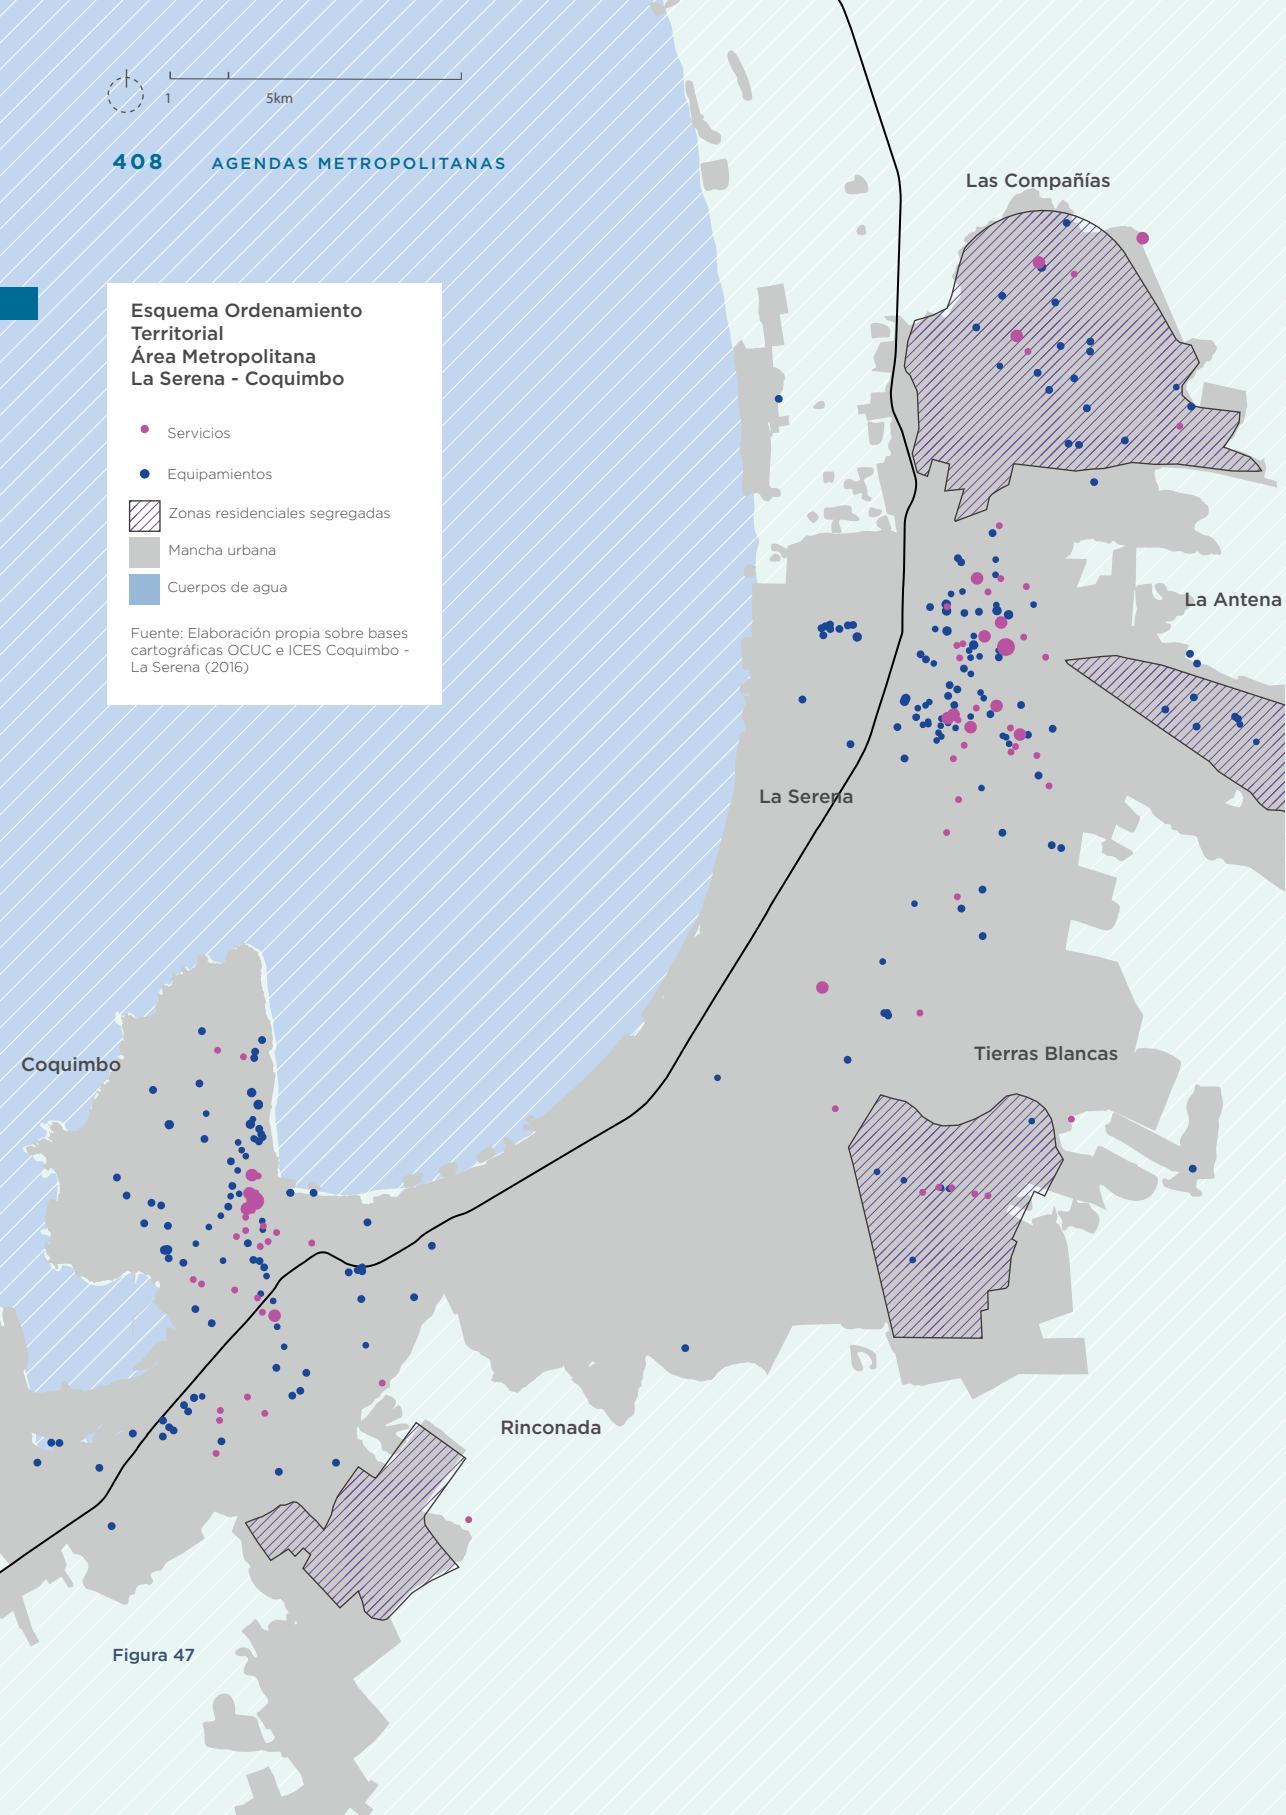 1
5km
408 AGENDAS METROPOLITANAS
Las Compañías
Esquema Ordenamiento
Territorial
Área Metropolitana
La Serena - Coquimbo
Servicios
Equipamientos
Zonas residenciales segregadas
Mancha urbana
Cuerpos de agua
Fuente: Elaboración propia sobre bases
cartográficas OCUC e ICES Coquimbo -
La Serena (2016)
La Antena
La Serena
Coquimbo
Tierras Blancas
Rinconada
Figura 47